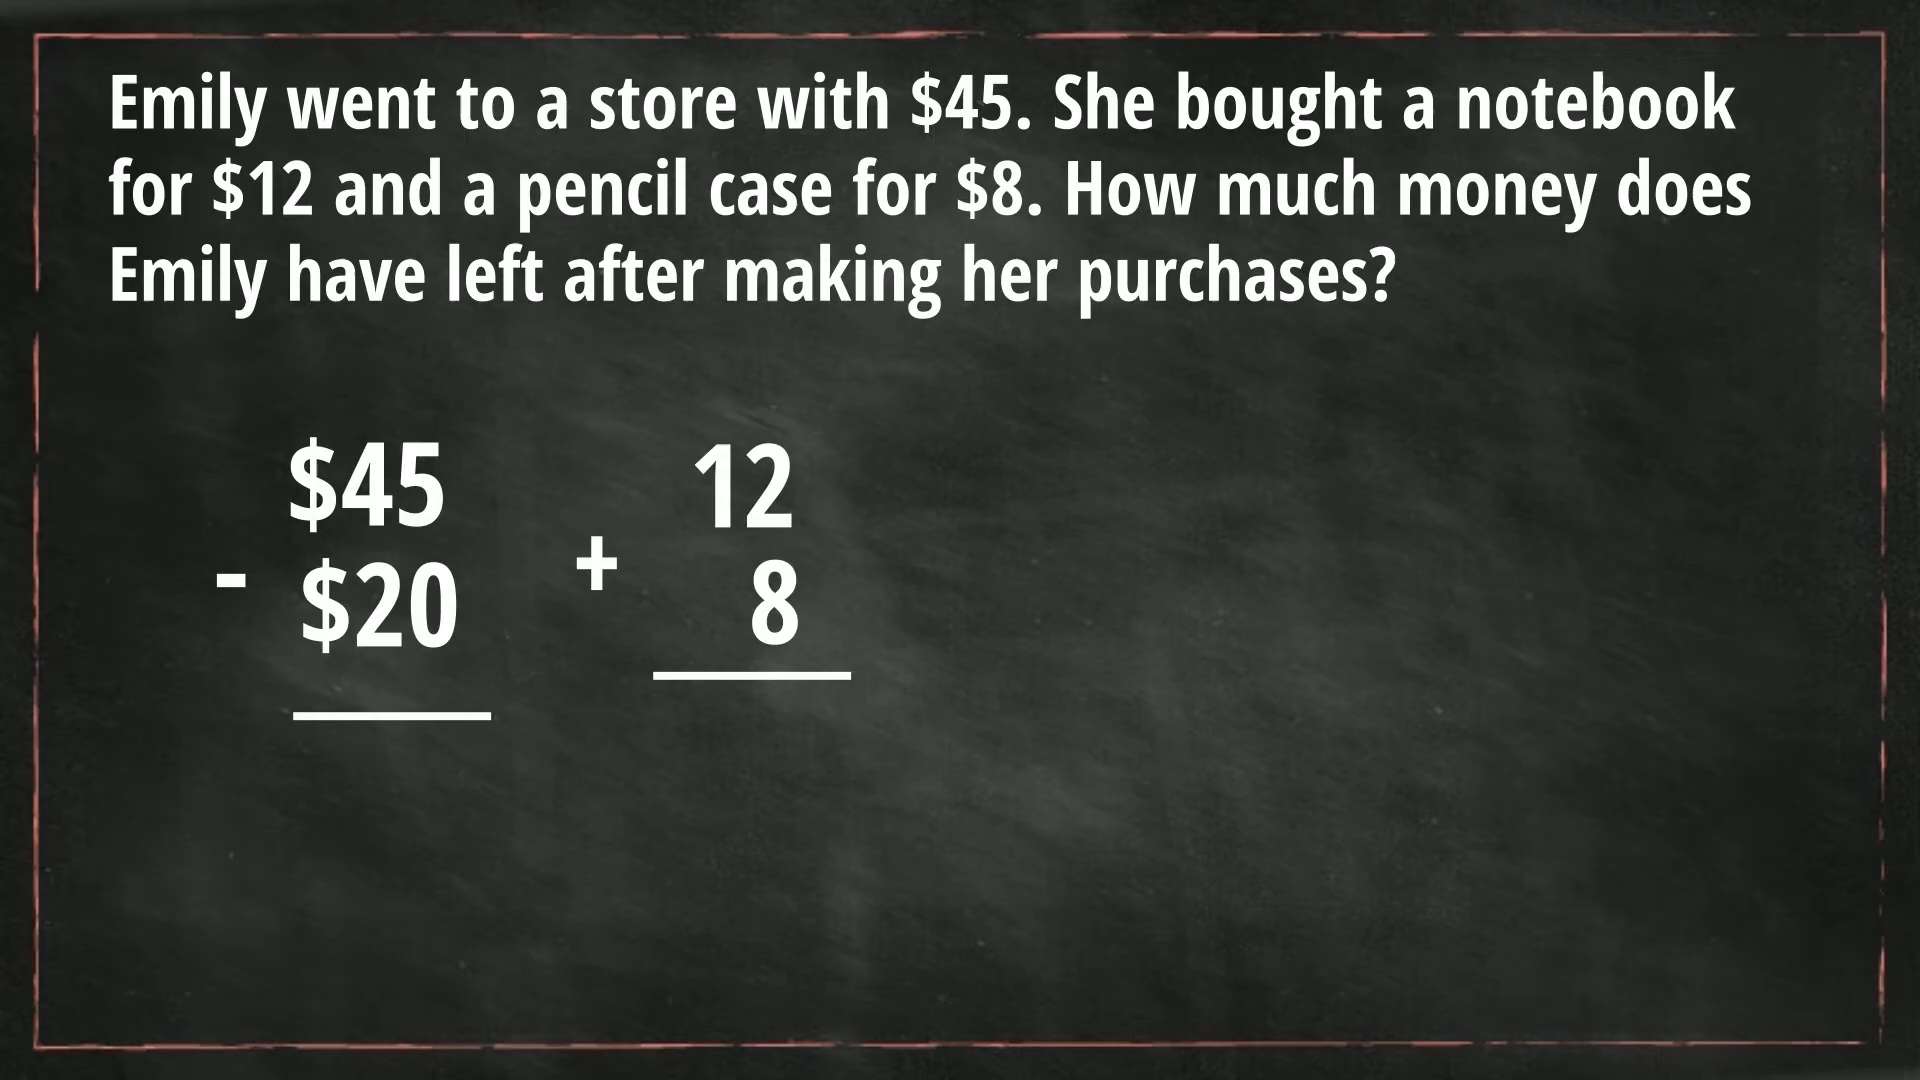 Emily went to a store with $45. She bought a notebook
for $12 and a pencil case for $8. How much money does
Emily have left after making her purchases?
$45
- $20
12
+ 8